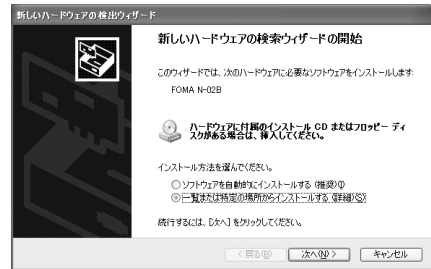 新しいハードウェアの検出ウィザード
新しいハードウェアの検索ウィザードの開始
このウィザードでは、次のハードウェアに必要なソフトウェアをインストールします:
FOMA N-02B
ハードウェアに付属のインストール CD またはフロッピー ディ
スクがある場合は、挿入してください。
インストール方法を選んでください。
ソフトウェアを自動的にインストールする (推奨)(I)
一覧または特定の場所からインストールする (詳細)(S)
続行するには、[次へ] をクリックしてください。
< 戻る(B)
次へ(N) >
キャンセル